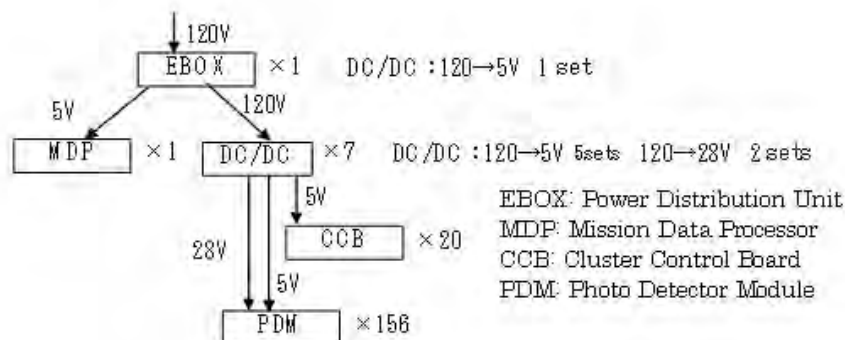 120V
EBOX ×1 DC/DC :120→5V 1 set
5V 120V
MDP ×1 DC/DC ×7 DC/DC :120→5V 5sets 120→28V 2 sets
5V
EBOX: Power Distribution Unit
MDP: Mission Data Processor
CCB: Cluster Control Board
PDM: Photo Detector Module
28V
CCB ×20
5V
PDM ×156